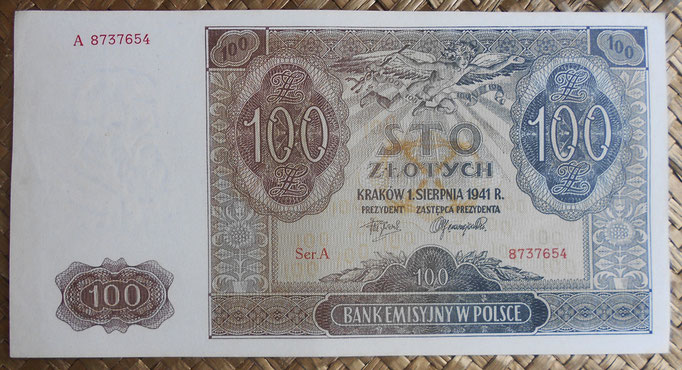 A 8737654
100
100
100
STO
ZŁOTYCH
100
KRAKÓW 1. SIERPNIA 1941 R.
PREZYDENT ZASTĘPCA PREZYDENTA
Ser. A
8737654
100
100
BANK EMISYJNY W POLSCE